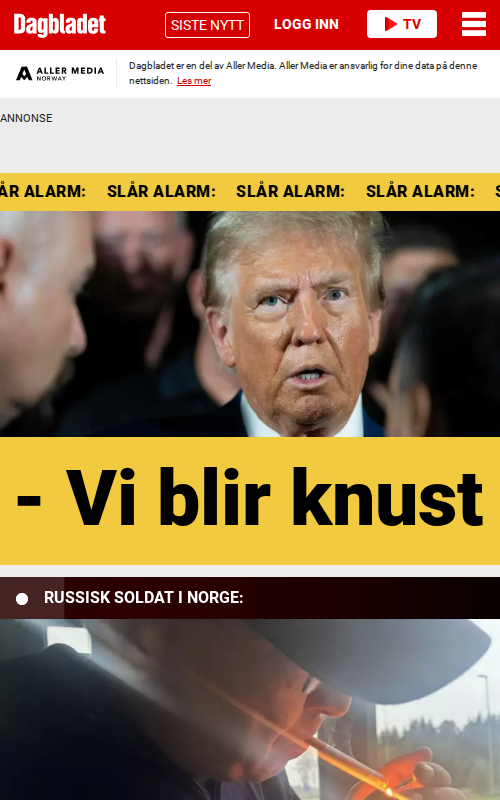 Dagbladet
SISTE NYTT
LOGG INN
TV
ALLER MEDIA
NORWAY
Dagbladet er en del av Aller Media. Aller Media er ansvarlig for dine data på denne
nettsiden. Les mer
ANNONSE
ÅR ALARM: SLÅR ALARM: SLÅR ALARM: SLÅR ALARM: S
- Vi blir knust
RUSSISK SOLDAT I NORGE: